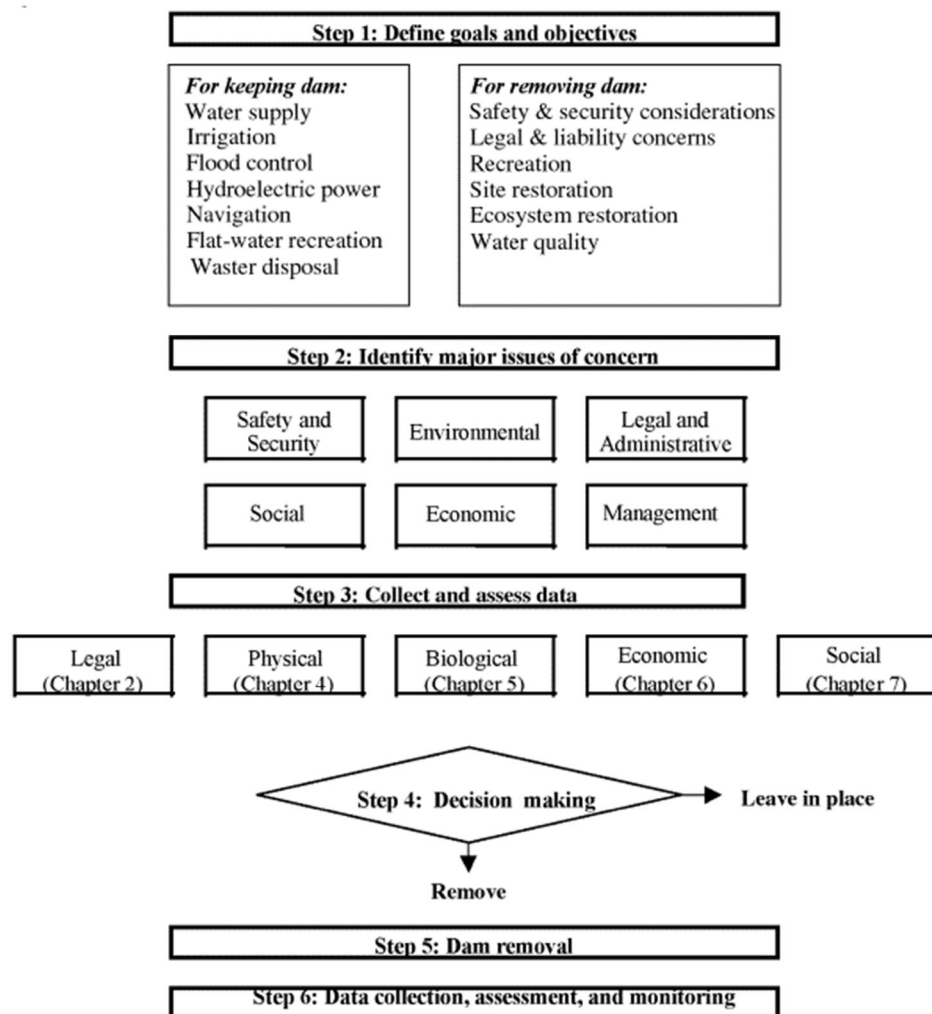 Step 1: Define goals and objectives
For keeping dam:
Water supply
Irrigation
Flood control
Hydroelectric power
Navigation
Flat-water recreation
Waster disposal
For removing dam:
Safety & security considerations
Legal & liability concerns
Recreation
Site restoration
Ecosystem restoration
Water quality
Step 2: Identify major issues of concern
Safety and
Security
Environmental
Legal and
Administrative
Social
Economic
Management
Step 3: Collect and assess data
Legal
(Chapter 2)
Physical
(Chapter 4)
Biological
(Chapter 5)
Economic
(Chapter 6)
Social
(Chapter 7)
Step 4: Decision making
Leave in place
Remove
Step 5: Dam removal
Step 6: Data collection, assessment, and monitoring